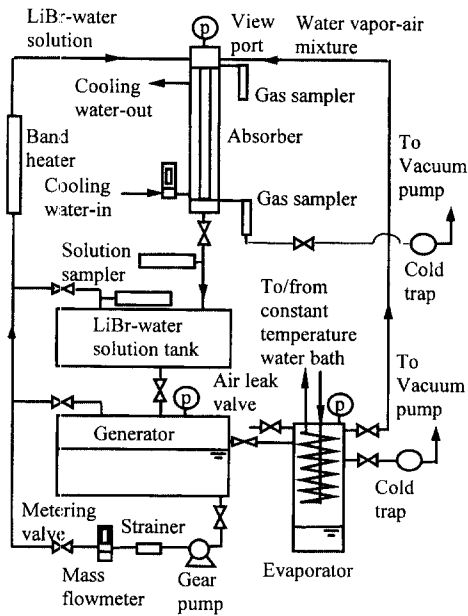 LiBr-water
solution
p
View
port
Water vapor-air
mixture
Cooling
water-out
Gas sampler
Band
heater
Absorber
To
Vacuum
pump
Cooling
water-in
Gas sampler
Solution
sampler
Cold
trap
To/from
constant
temperature
water bath
LiBr-water
solution tank
To
Vacuum
pump
Air leak
valve
p
p
Generator
Cold
trap
Metering
valve
Strainer
Mass
flowmeter
Gear
pump
Evaporator